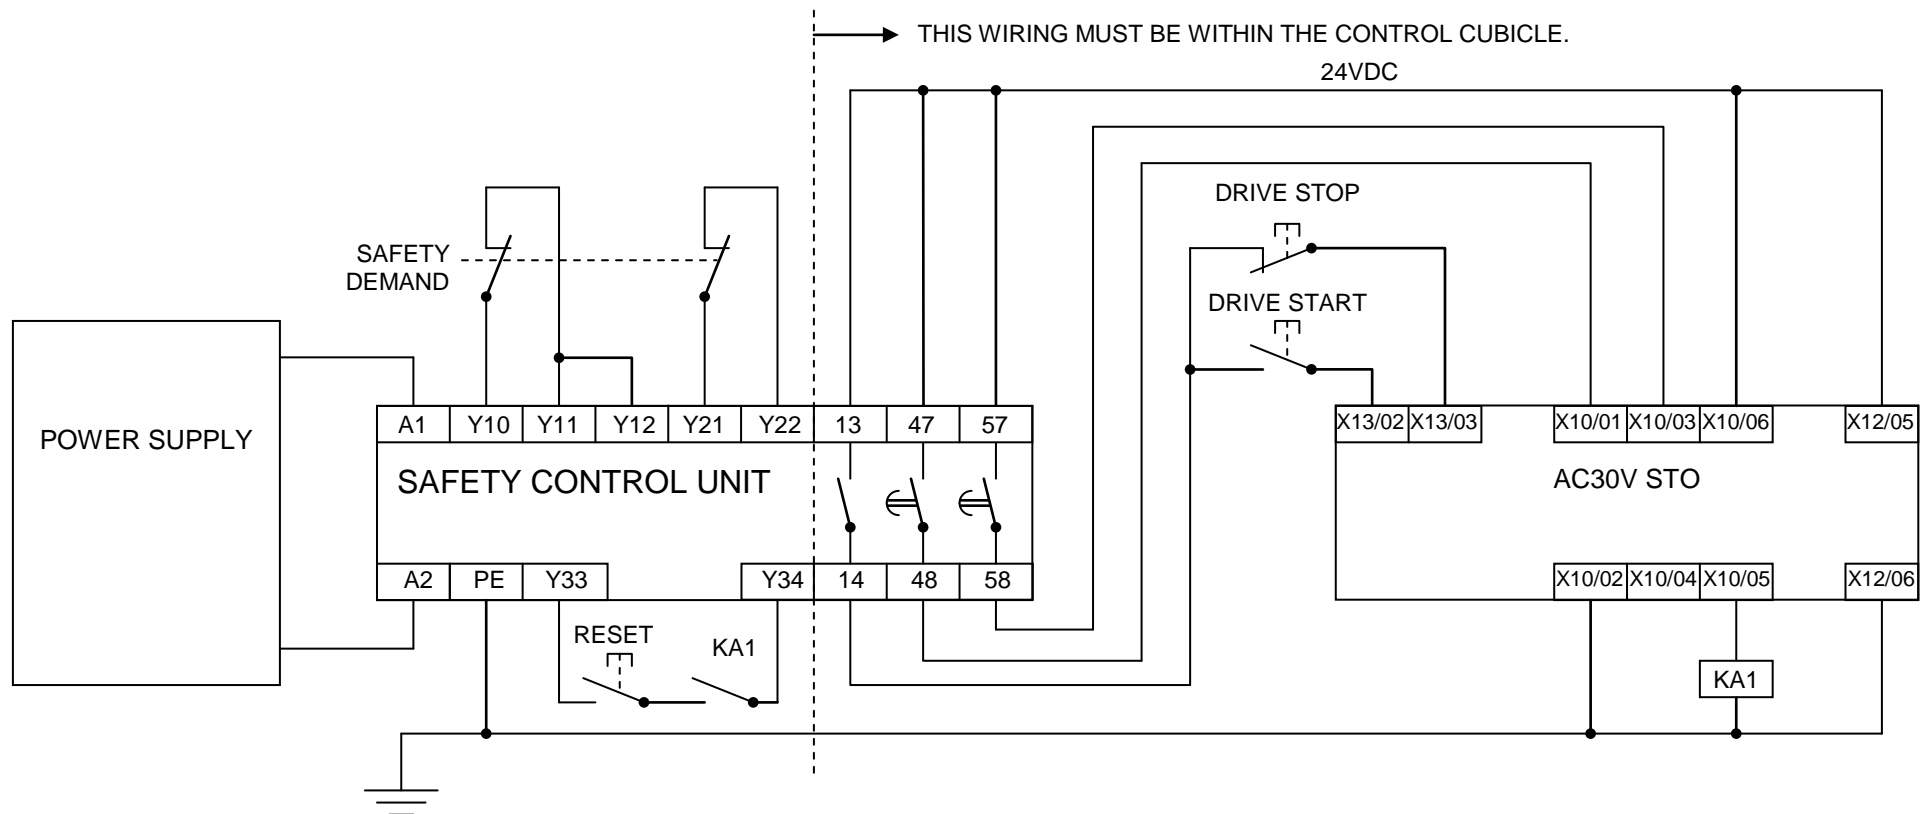 THIS WIRING MUST BE WITHIN THE CONTROL CUBICLE.
24VDC
DRIVE STOP
SAFETY
DEMAND
DRIVE START
POWER SUPPLY
A1 Y10 Y11 Y12 Y21 Y22 13 47 57
X13/02 X13/03 X10/01 X10/03 X10/06 X12/05
SAFETY CONTROL UNIT
AC30V STO
A2 PE Y33 Y34 14 48 58
X10/02 X10/04 X10/05 X12/06
RESET
KA1
KA1